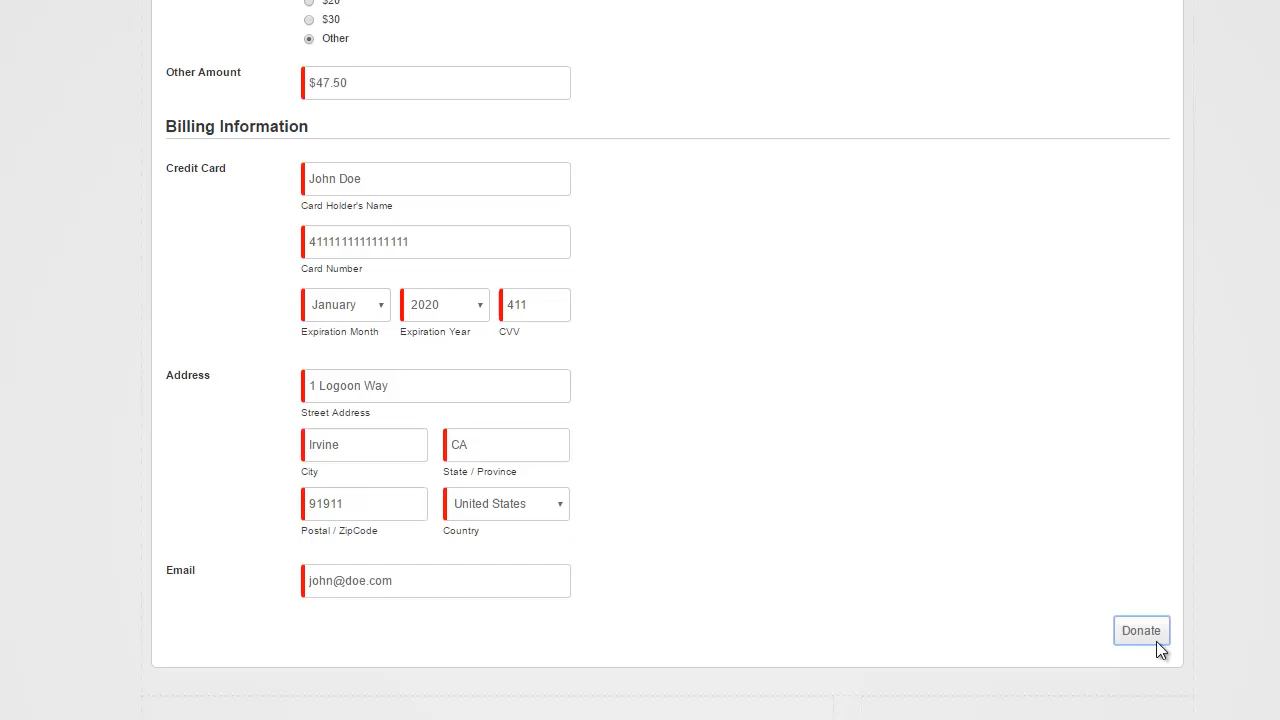 $20
$30
Other
Other Amount
$47.50
Billing Information
Credit Card
John Doe
Card Holder's Name
4111111111111111
Card Number
January 2020 411
Expiration Month Expiration Year CVV
Address
1 Logoon Way
Street Address
Irvine CA
City State / Province
91911 United States
Postal / ZipCode Country
Email
john@doe.com
Donate